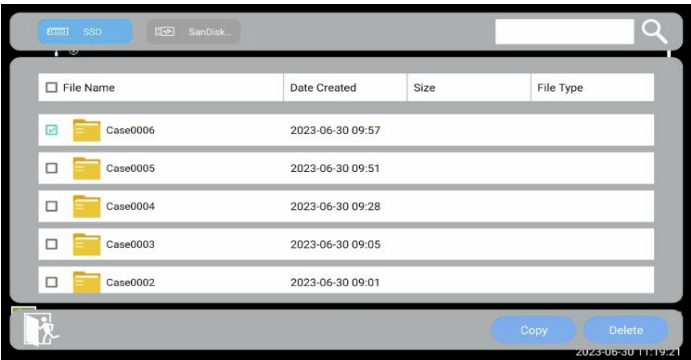 SSD SanDisk...
File Name Date Created Size File Type
Case0006 2023-06-30 09:57
Case0005 2023-06-30 09:51
Case0004 2023-06-30 09:28
Case0003 2023-06-30 09:05
Case0002 2023-06-30 09:01
Copy Delete
2023-06-30 11:19:21